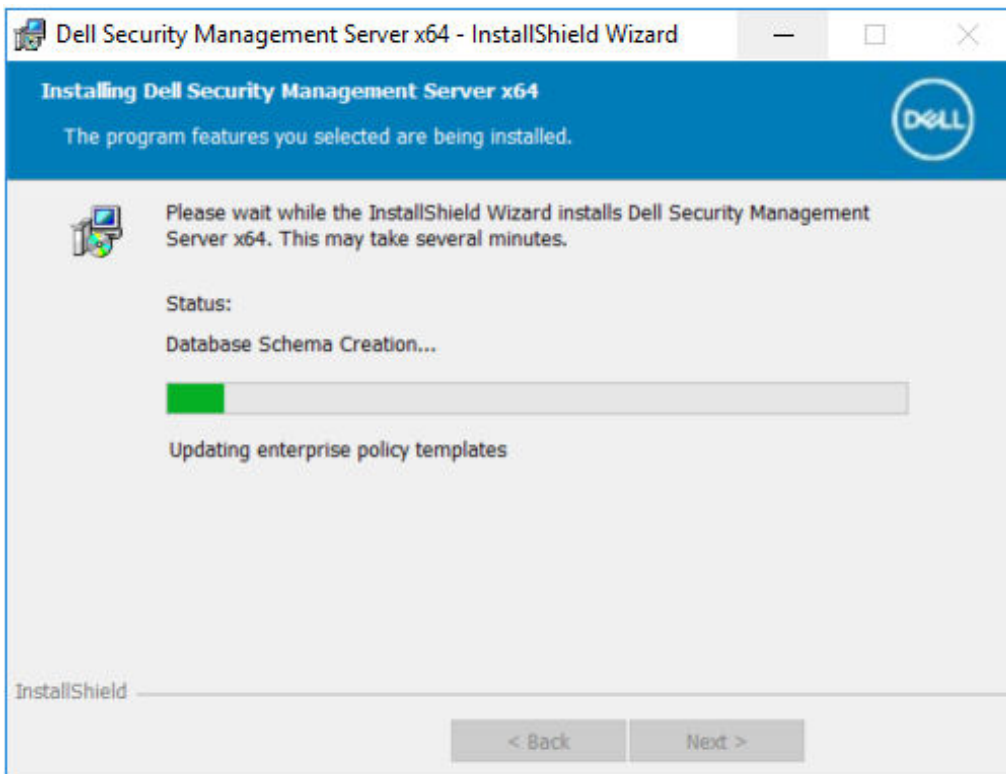 Dell Security Management Server x64 - InstallShield Wizard
Installing Dell Security Management Server x64
The program features you selected are being installed.
DELL
Please wait while the InstallShield Wizard installs Dell Security Management
Server x64. This may take several minutes.
Status:
Database Schema Creation...
Updating enterprise policy templates
InstallShield
< Back
Next >